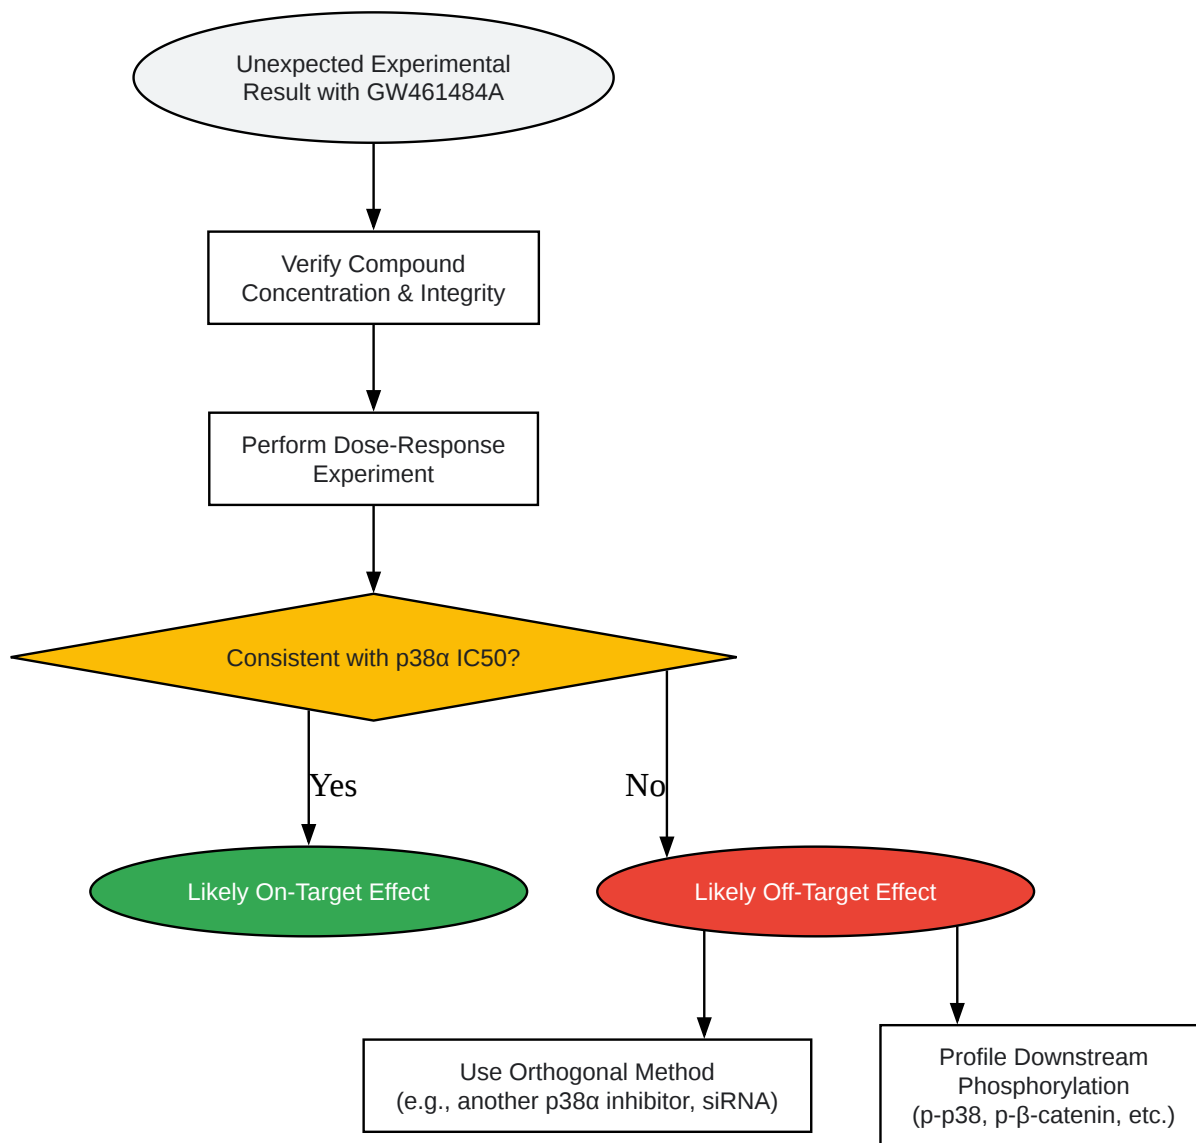 Unexpected Experimental
Result with GW461484A
Verify Compound
Concentration & Integrity
Perform Dose-Response
Experiment
Consistent with p38α IC50?
Yes
No
Likely On-Target Effect
Likely Off-Target Effect
Use Orthogonal Method
(e.g., another p38α inhibitor, siRNA)
Profile Downstream
Phosphorylation
(p-p38, p-β-catenin, etc.)